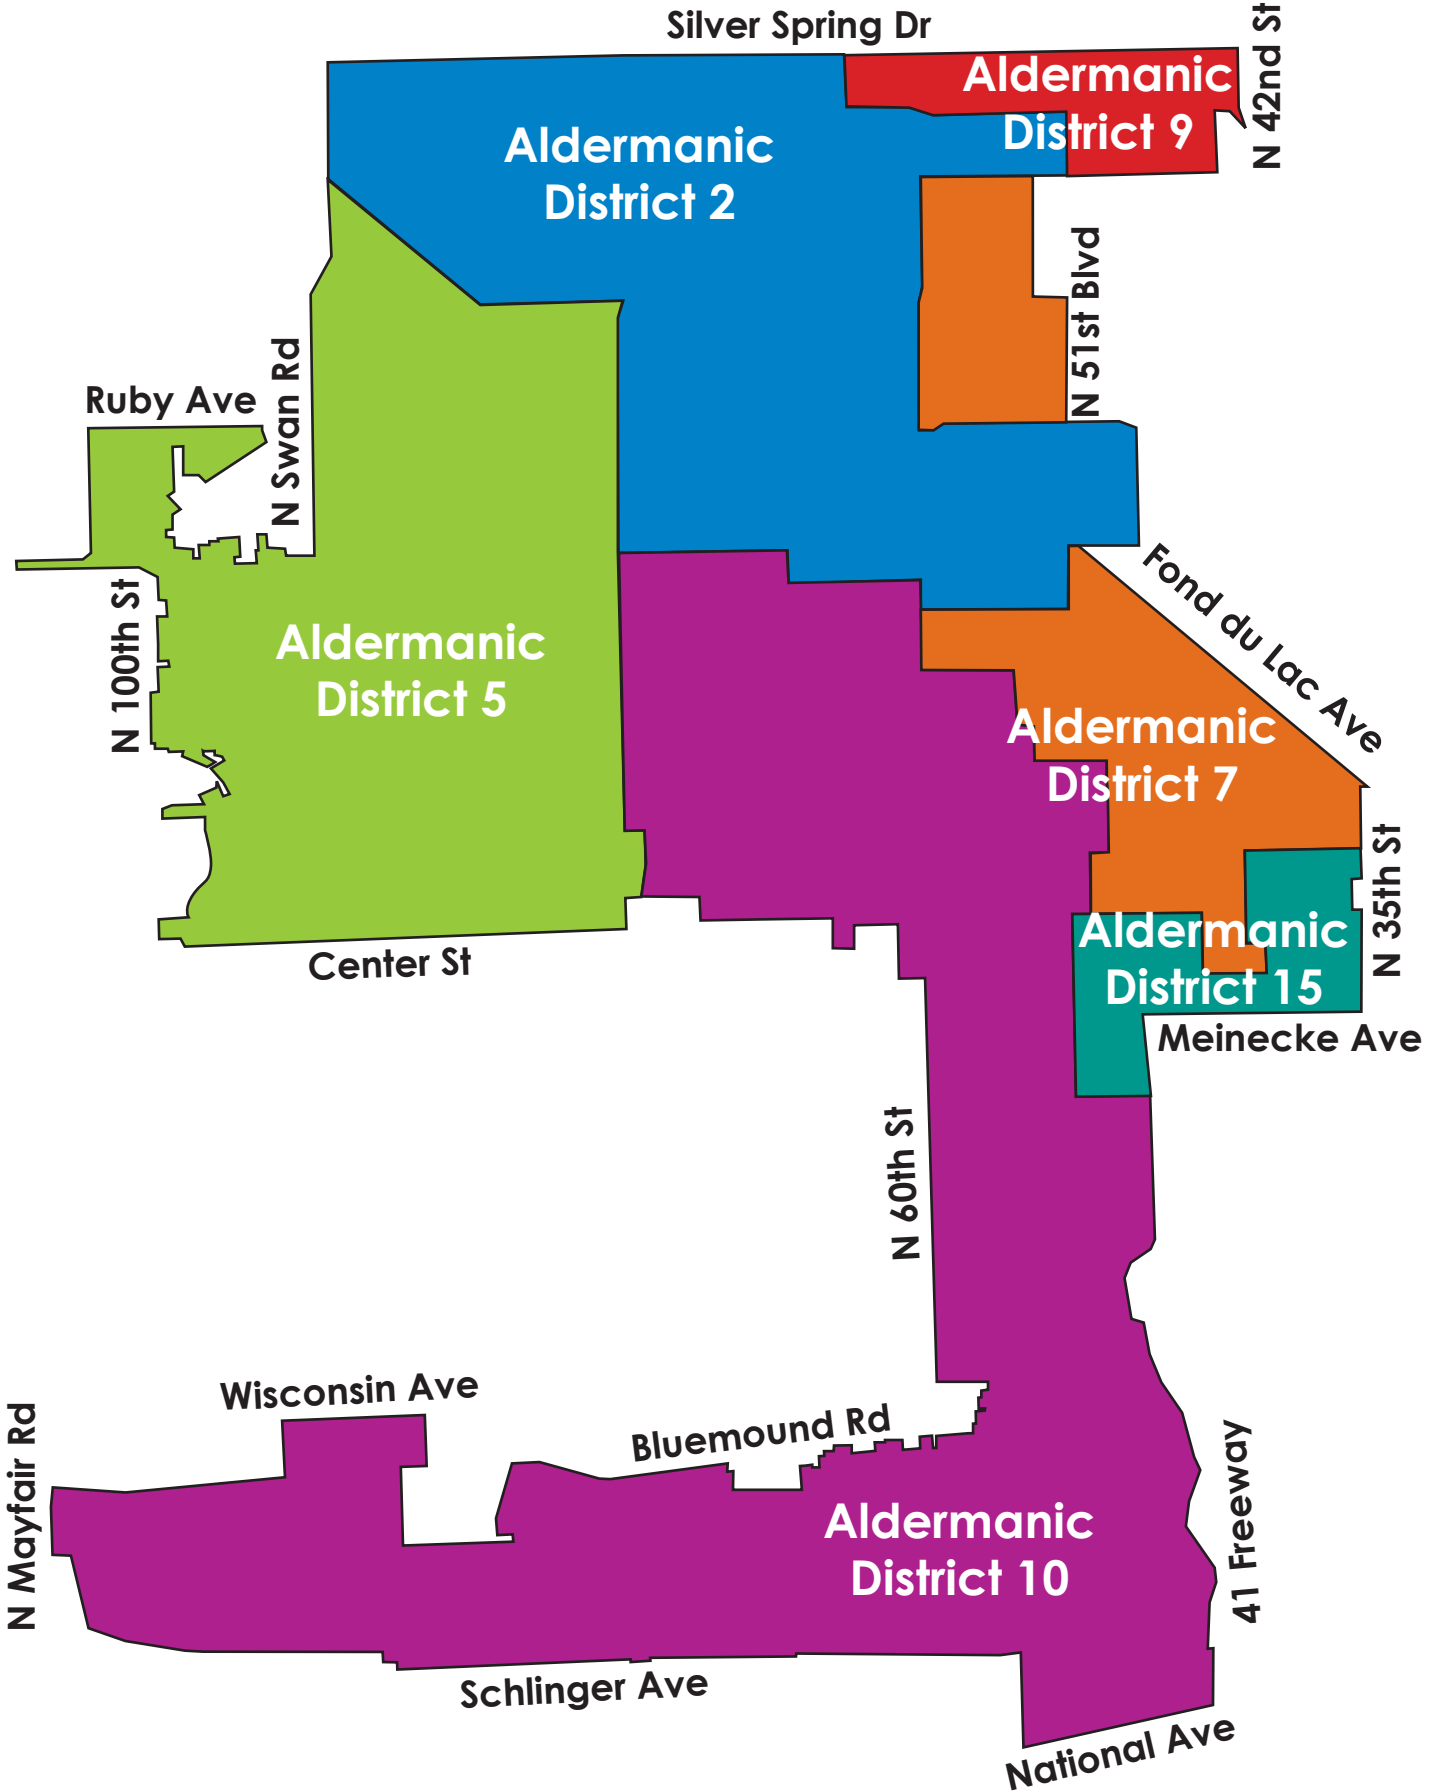 Silver Spring Dr
N 42nd St
Aldermanic
District 9
Aldermanic
District 2
N 51st Blvd
N Swan Rd
Ruby Ave
Fond du Lac Ave
N 100th St
Aldermanic
District 5
Aldermanic
District 7
N 35th St
Aldermanic
District 15
Center St
Meinecke Ave
N 60th St
Wisconsin Ave
N Mayfair Rd
Bluemound Rd
41 Freeway
Aldermanic
District 10
Schlinger Ave
National Ave